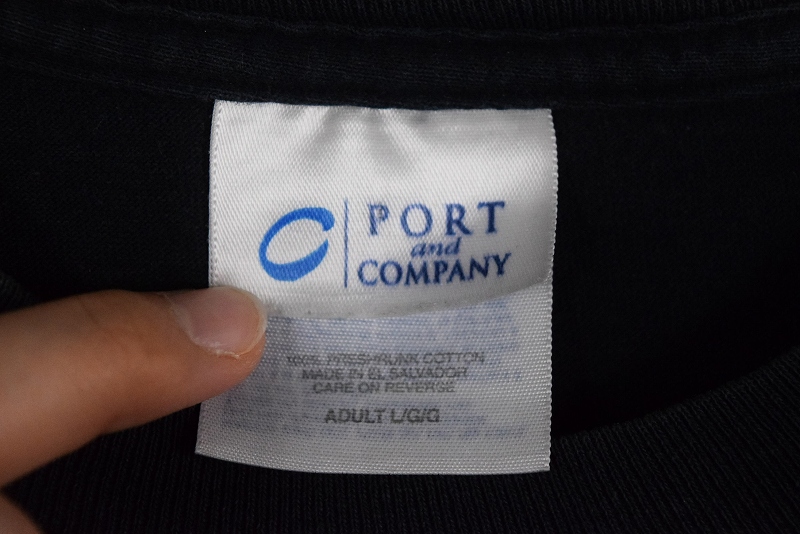 PORT
and
COMPANY
100% PRESHRUNK COTTON
MADE IN EL SALVADOR
CARE ON REVERSE
ADULT L/G/G